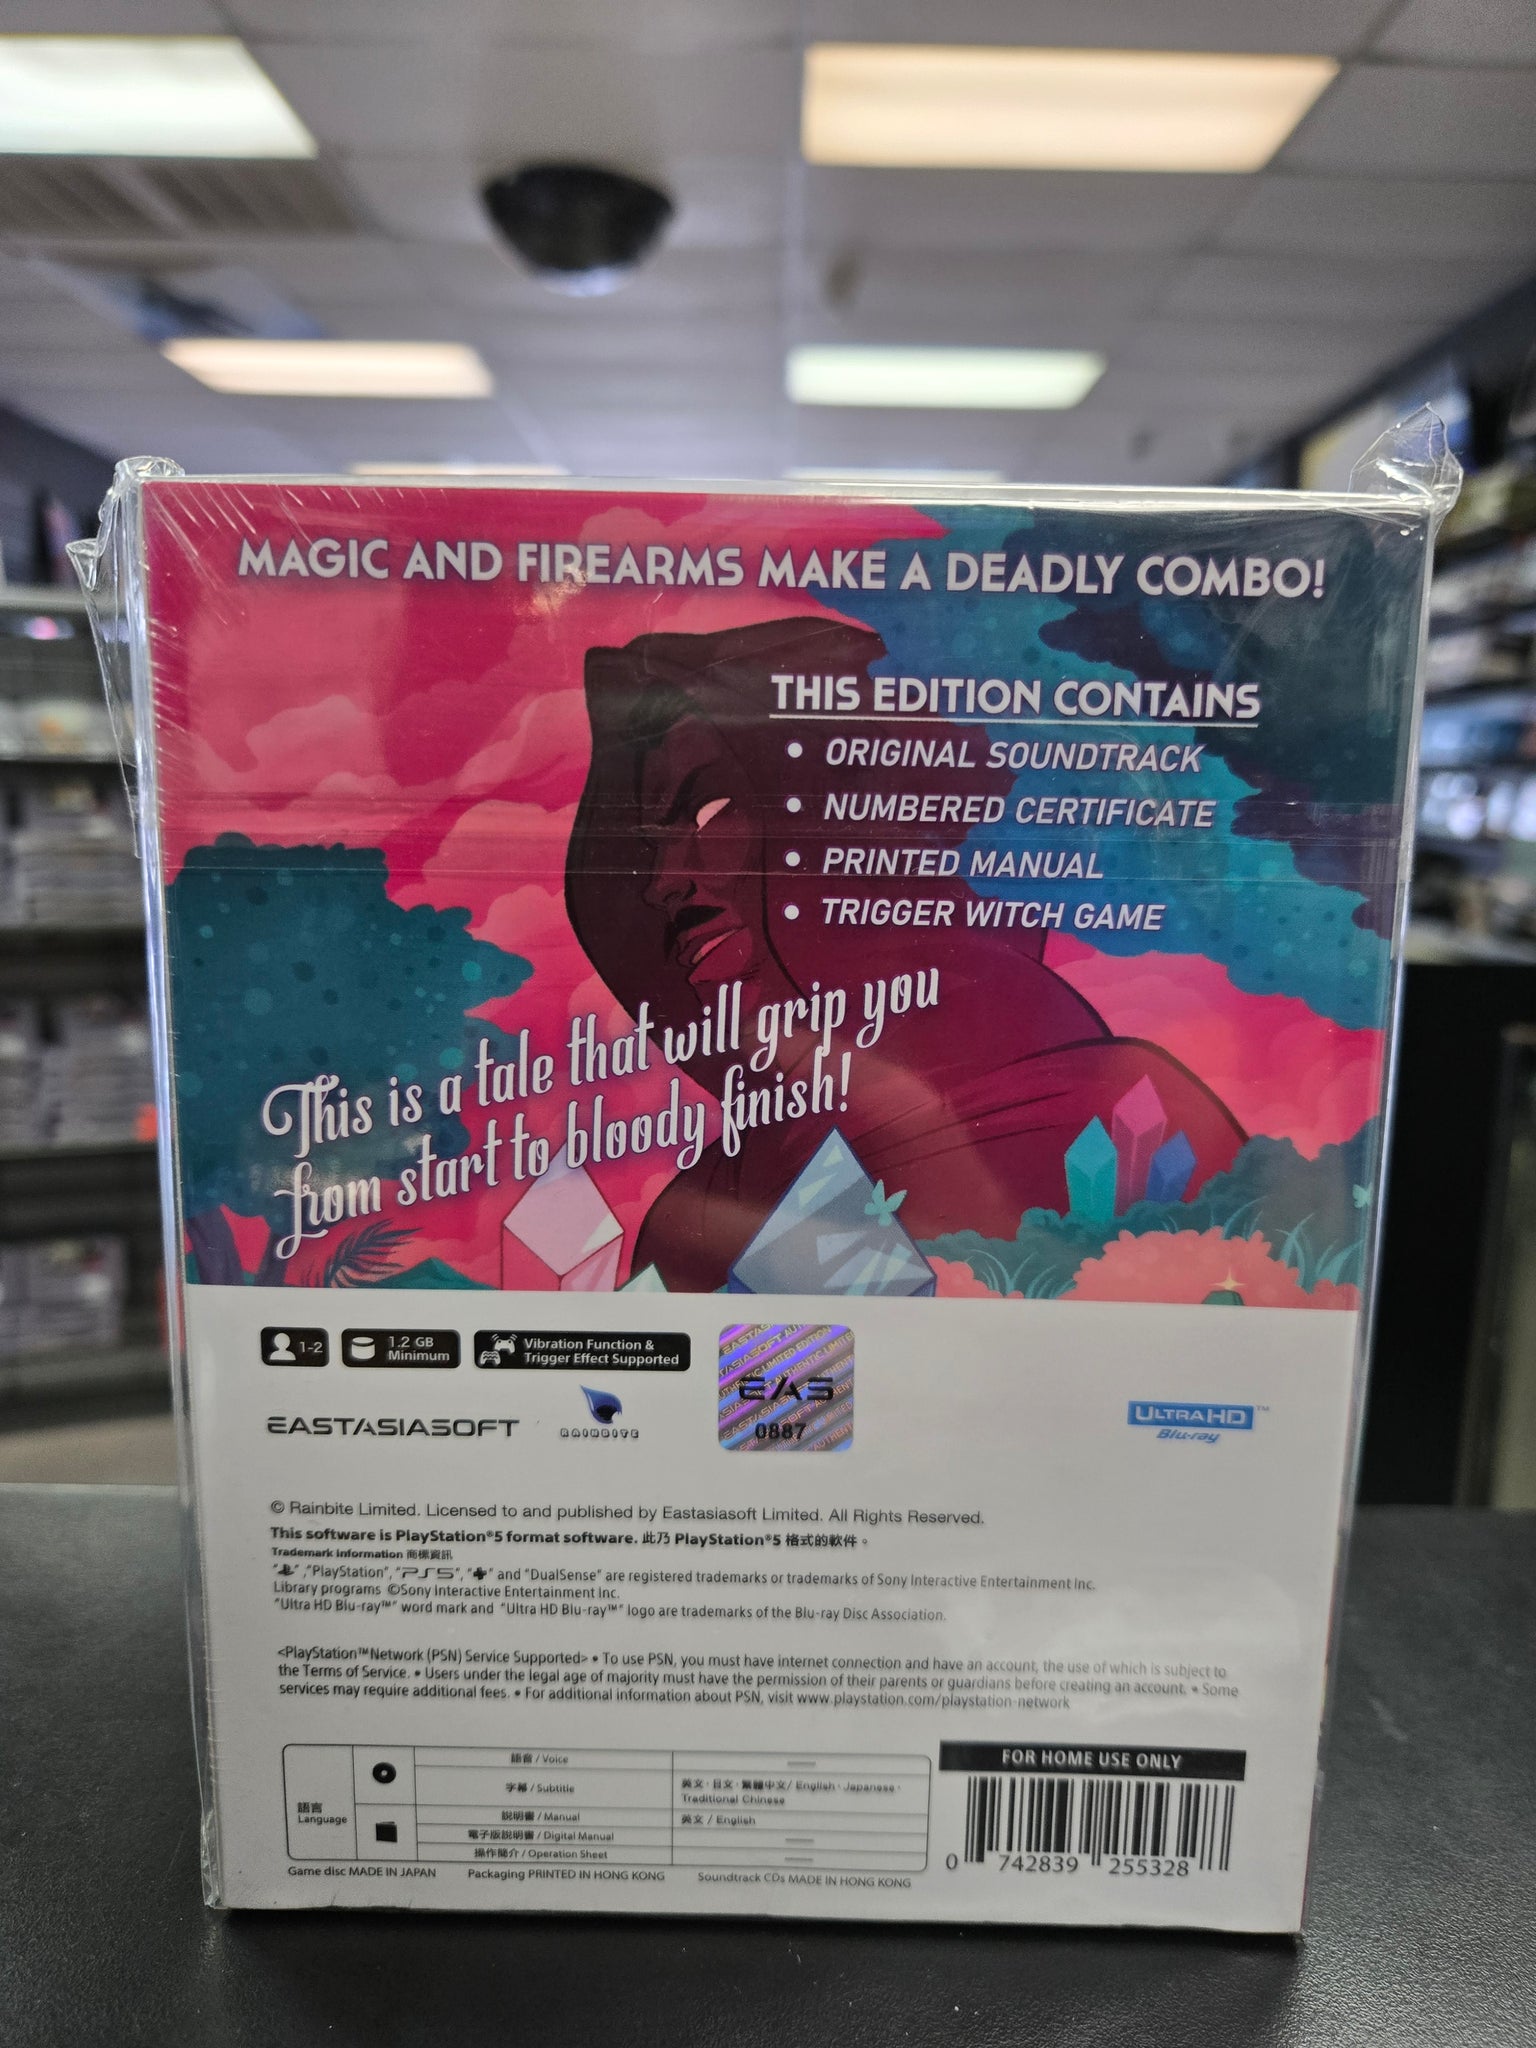 MAGIC AND FIREARMS MAKE A DEADLY COMBO!
THIS EDITION CONTAINS
• ORIGINAL SOUNDTRACK
• NUMBERED CERTIFICATE
• PRINTED MANUAL
• TRIGGER WITCH GAME
This is a tale that will grip you
from start to bloody finish!
1-2
1.2 GB
Minimum
Vibration Function &
Trigger Effect Supported
EASTASIASOFT
RAINBITE
EAS
0887
ULTRA HD™
Blu-ray
© Rainbite Limited. Licensed to and published by Eastasiasoft Limited. All Rights Reserved.
This software is PlayStation®5 format software. 此乃 PlayStation®5 格式的軟件。
Trademark information 商標資訊
" ", "PlayStation", "PS5", " " and "DualSense" are registered trademarks or trademarks of Sony Interactive Entertainment Inc.
Library programs ©Sony Interactive Entertainment Inc.
"Ultra HD Blu-ray™" word mark and "Ultra HD Blu-ray™" logo are trademarks of the Blu-ray Disc Association.
<PlayStation™Network (PSN) Service Supported> • To use PSN, you must have internet connection and have an account, the use of which is subject to
the Terms of Service. • Users under the legal age of majority must have the permission of their parents or guardians before creating an account. • Some
services may require additional fees. • For additional information about PSN, visit www.playstation.com/playstation-network
語言
Language
語音 / Voice
字幕 / Subtitle
英文・日文・繁體中文/ English・Japanese・
Traditional Chinese
說明書 / Manual
英文 / English
電子版說明書 / Digital Manual
操作簡介 / Operation Sheet
Game disc MADE IN JAPAN
Packaging PRINTED IN HONG KONG
Soundtrack CDs MADE IN HONG KONG
FOR HOME USE ONLY
0 742839 255328